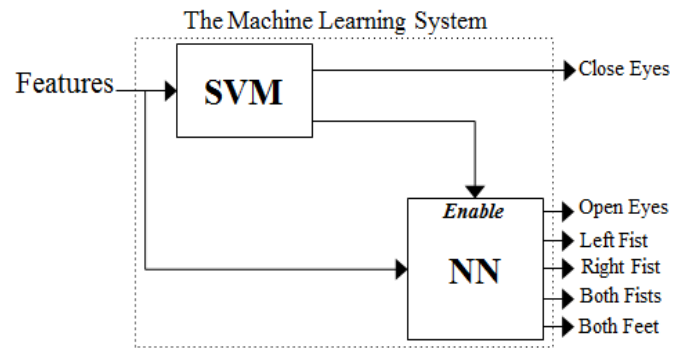 The Machine Learning System
Features
SVM
Close Eyes
Enable
NN
Open Eyes
Left Fist
Right Fist
Both Fists
Both Feet